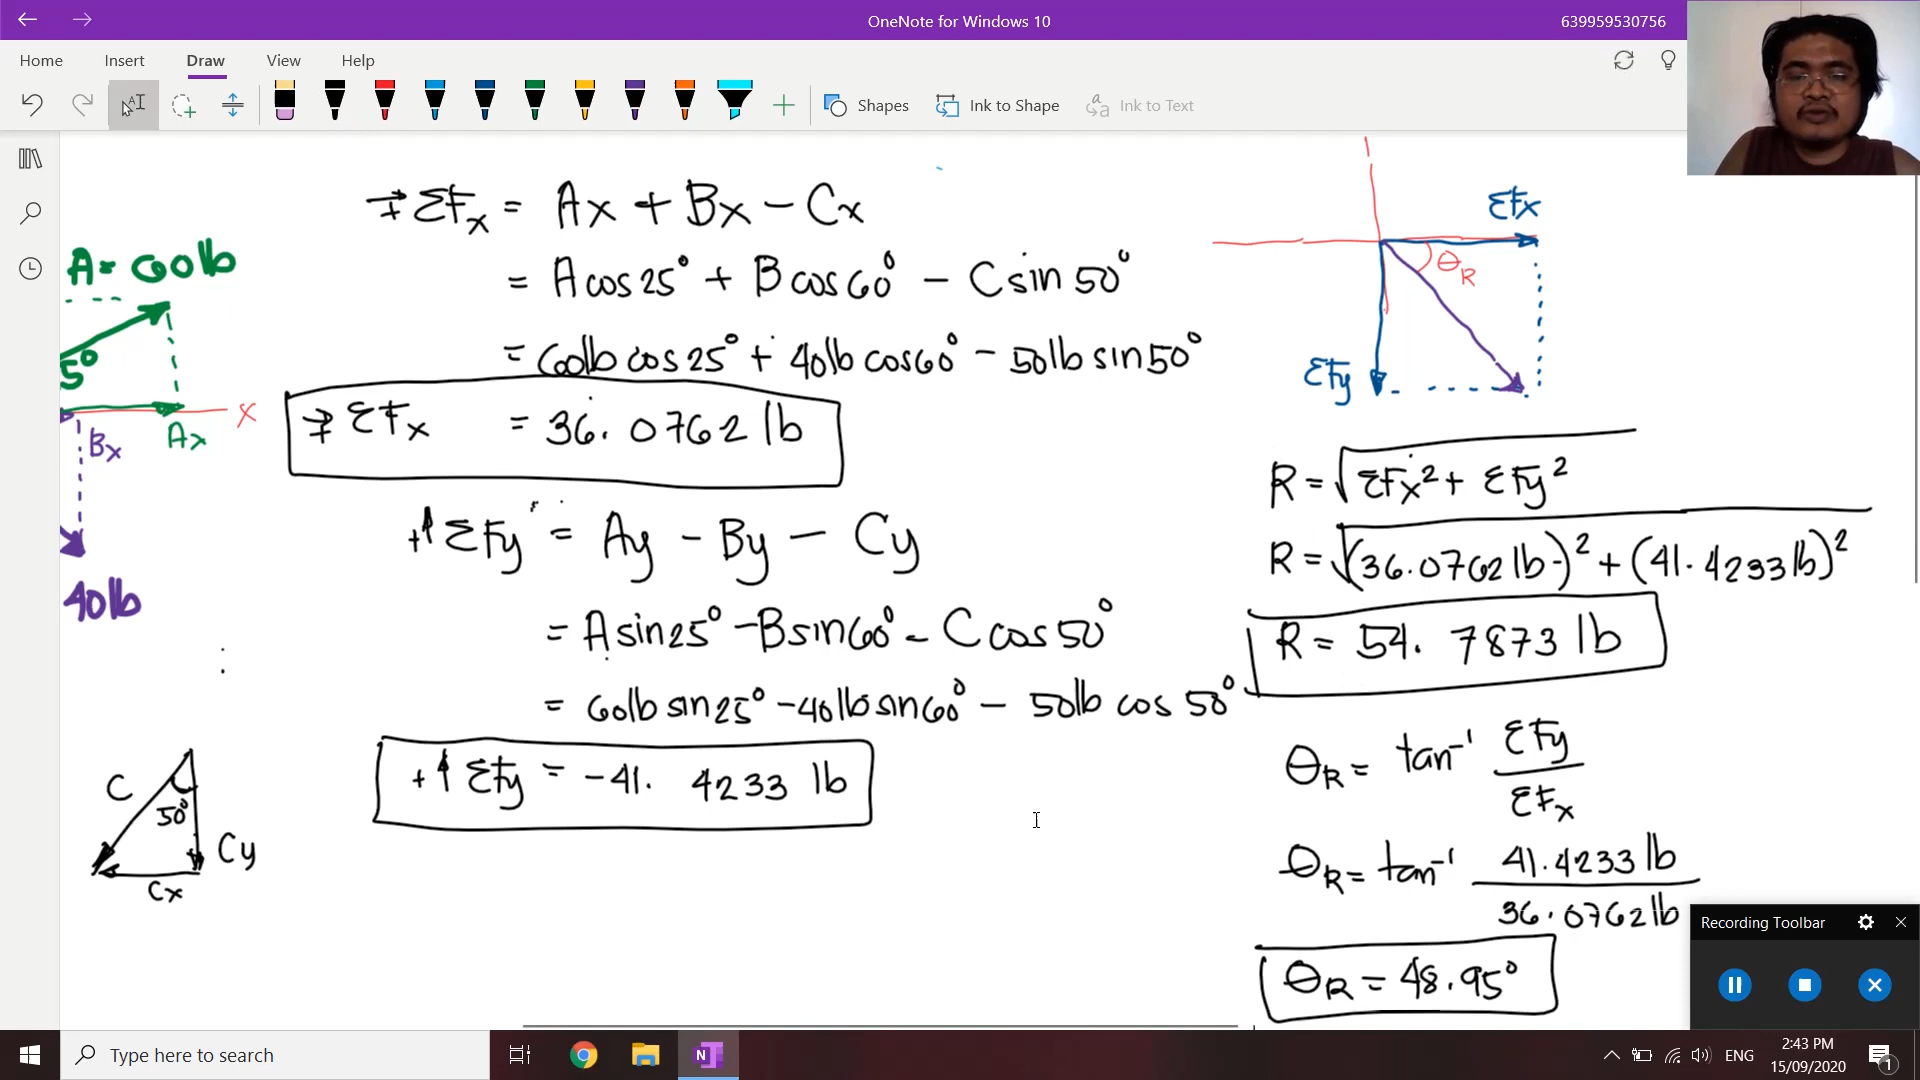 OneNote for Windows 10
639959530756
Home Insert Draw View Help
Shapes Ink to Shape Ink to Text
A = 60lb
5°
X
Bx
Ax
40lb
C
50°
Cy
Cx
→+ ΣFx = Ax + Bx - Cx
= A cos 25° + B cos 60° - C sin 50°
= 60lb cos 25° + 40lb cos 60° - 50lb sin 50°
→+ ΣFx = 36.0762 lb
+↑ ΣFy = Ay - By - Cy
= A sin 25° - B sin 60° - C cos 50°
= 60lb sin 25° - 40lb sin 60° - 50lb cos 50°
+↑ ΣFy = -41.4233 lb
ΣFx
θR
ΣFy
R = √ΣFx² + ΣFy²
R = √(36.0762 lb)² + (41.4233 lb)²
R = 54.7873 lb
θR = tan⁻¹ ΣFy
ΣFx
θR = tan⁻¹ 41.4233 lb
36.0762 lb
θR = 48.95°
Recording Toolbar
Type here to search
N
ENG
2:43 PM
15/09/2020
1